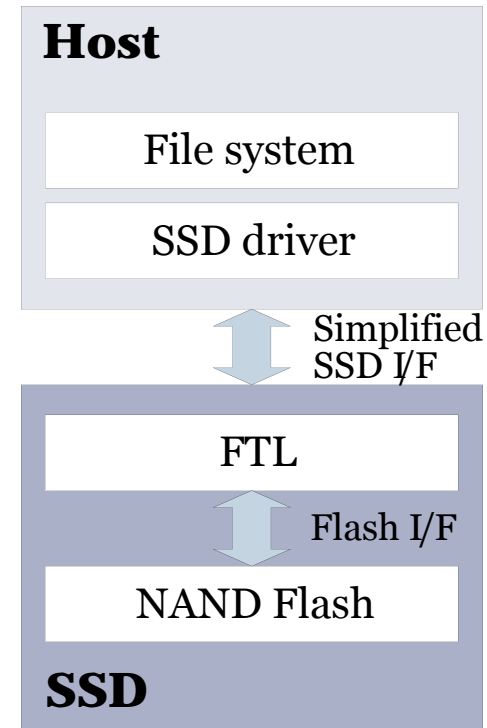 Host
File system
SSD driver
Simplified
SSD I/F
FTL
Flash I/F
NAND Flash
SSD